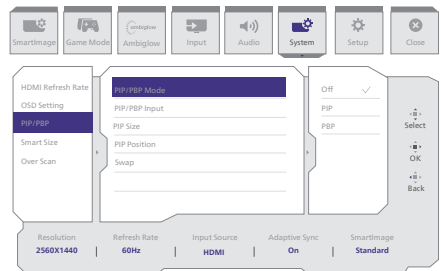 ambiglow
SmartImage Game Mode Ambiglow Input Audio System Setup Close
HDMI Refresh Rate
OSD Setting
PIP/PBP
Smart Size
Over Scan
PIP/PBP Mode
PIP/PBP Input
PIP Size
PIP Position
Swap
Off
PIP
PBP
Select
OK
Back
Resolution Refresh Rate Input Source Adaptive Sync SmartImage
2560X1440 | 60Hz | HDMI | On | Standard